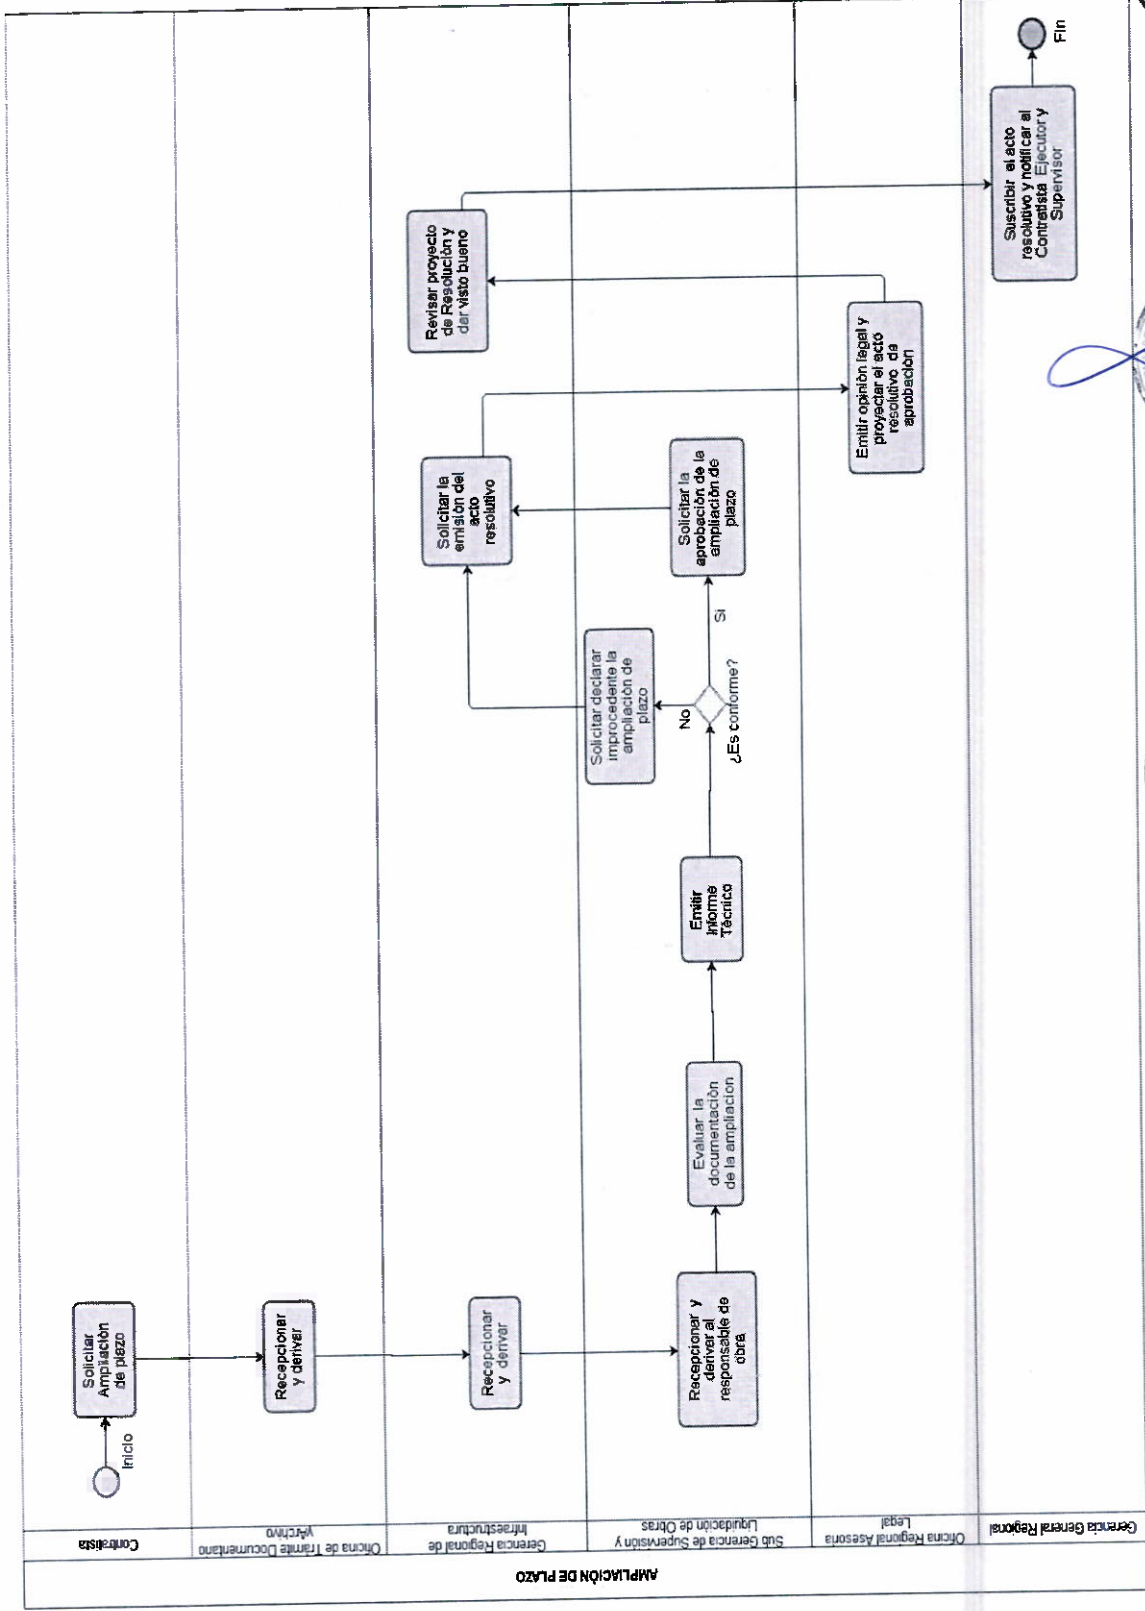 AMPLIACIÓN DE PLAZO
Contratista
Inicio
Solicitar
Ampliación
de plazo
Oficina de Tramite Documentario
yArchivo
Recepcionar
y derivar
Gerencia Regional de
Infraestructura
Recepcionar
y derivar
Solicitar la
emisión del
acto
resolutivo
Revisar proyecto
de Resolución y
dar visto bueno
Sub Gerencia de Supervisión y
Liquidación de Obras
Recepcionar y
derivar al
responsable de
obra
Evaluar la
documentación
de la ampliacion
Emitir
Informe
Técnico
¿Es conforme?
No
Si
Solicitar declarar
improcedente la
ampliación de
plazo
Solicitar la
aprobación de la
ampliación de
plazo
Oficina Regional Asesoria
Legal
Emitir opinión legal y
proyectar el acto
resolutivo de
aprobación
Gerencia General Regional
Suscribir el acto
resolutivo y notificar al
Contratista Ejecutor y
Supervisor
Fin